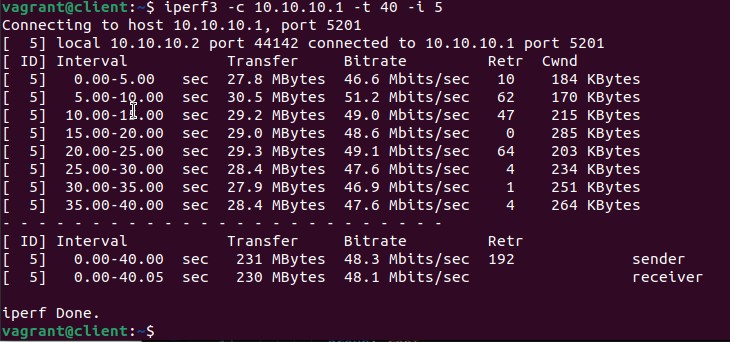 vagrant@client:~$ iperf3 -c 10.10.10.1 -t 40 -i 5
Connecting to host 10.10.10.1, port 5201
[  5] local 10.10.10.2 port 44142 connected to 10.10.10.1 port 5201
[ ID] Interval           Transfer     Bitrate         Retr  Cwnd
[  5]   0.00-5.00   sec  27.8 MBytes  46.6 Mbits/sec   10    184 KBytes
[  5]   5.00-10.00  sec  30.5 MBytes  51.2 Mbits/sec   62    170 KBytes
[  5]  10.00-15.00  sec  29.2 MBytes  49.0 Mbits/sec   47    215 KBytes
[  5]  15.00-20.00  sec  29.0 MBytes  48.6 Mbits/sec    0    285 KBytes
[  5]  20.00-25.00  sec  29.3 MBytes  49.1 Mbits/sec   64    203 KBytes
[  5]  25.00-30.00  sec  28.4 MBytes  47.6 Mbits/sec    4    234 KBytes
[  5]  30.00-35.00  sec  27.9 MBytes  46.9 Mbits/sec    1    251 KBytes
[  5]  35.00-40.00  sec  28.4 MBytes  47.6 Mbits/sec    4    264 KBytes
- - - - - - - - - - - - - - - - - - - - - - - - -
[ ID] Interval           Transfer     Bitrate         Retr
[  5]   0.00-40.00  sec   231 MBytes  48.3 Mbits/sec  192             sender
[  5]   0.00-40.05  sec   230 MBytes  48.1 Mbits/sec                  receiver
iperf Done.
vagrant@client:~$